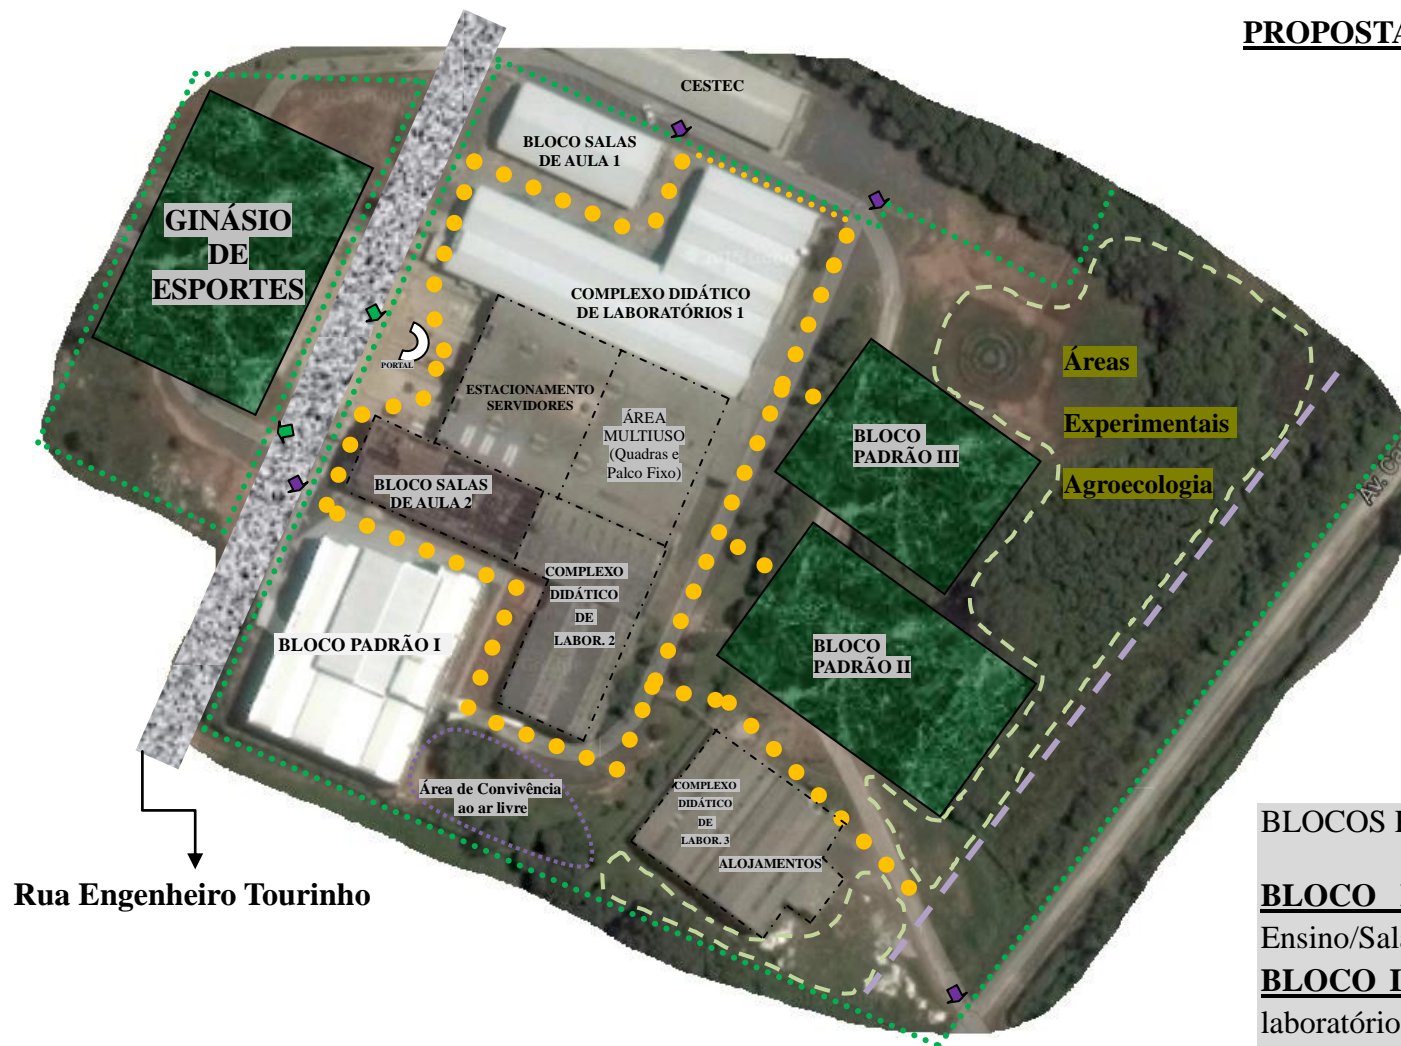 PROPOSTA
CESTEC
BLOCO SALAS
DE AULA 1
GINÁSIO
DE
ESPORTES
COMPLEXO DIDÁTICO
DE LABORATÓRIOS 1
PORTAL
ESTACIONAMENTO
SERVIDORES
ÁREA
MULTIUSO
(Quadras e
Palco Fixo)
Áreas
Experimentais
Agroecologia
BLOCO
PADRÃO III
BLOCO SALAS
DE AULA 2
Av. Ca
COMPLEXO
DIDÁTICO
DE
LABOR. 2
BLOCO PADRÃO I
BLOCO
PADRÃO II
Área de Convivência
ao ar livre
COMPLEXO
DIDÁTICO
DE
LABOR. 3
ALOJAMENTOS
Rua Engenheiro Tourinho
BLOCOS
BLOCO
Ensino/Sala
BLOCO I
laboratório